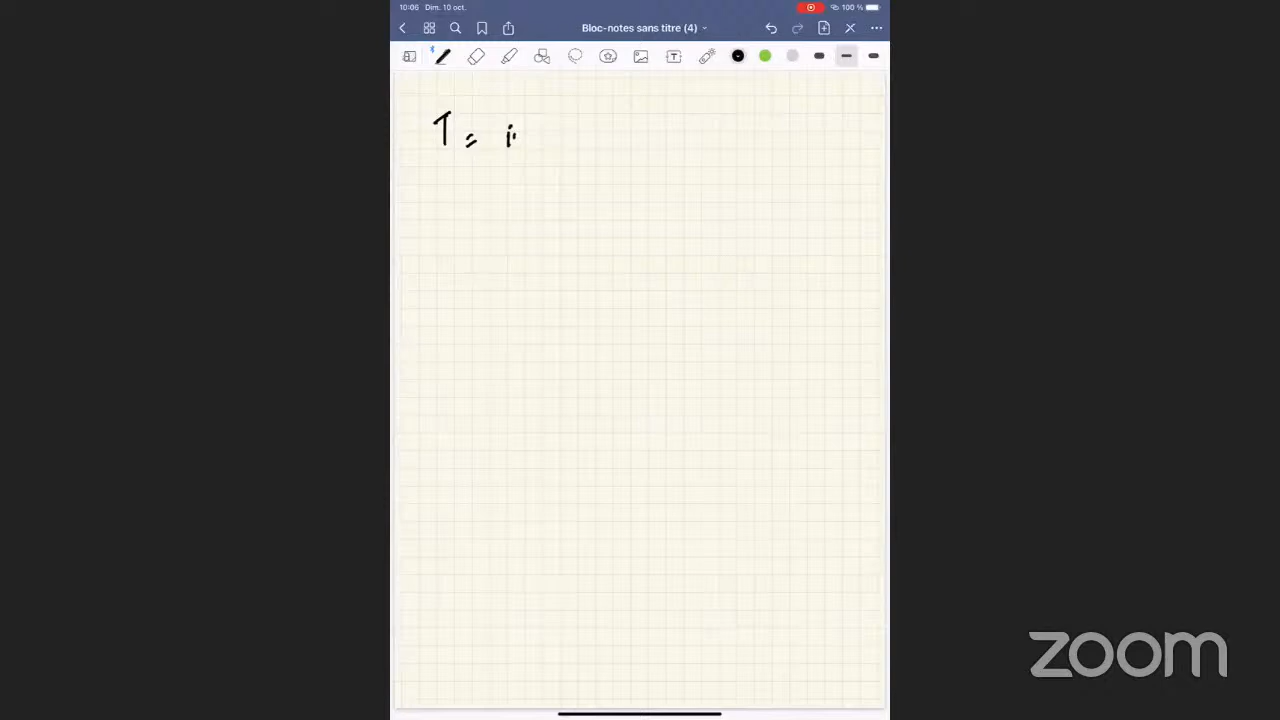 10:06 Dim. 10 oct. 100 %
Bloc-notes sans titre (4)
T = i
zoom